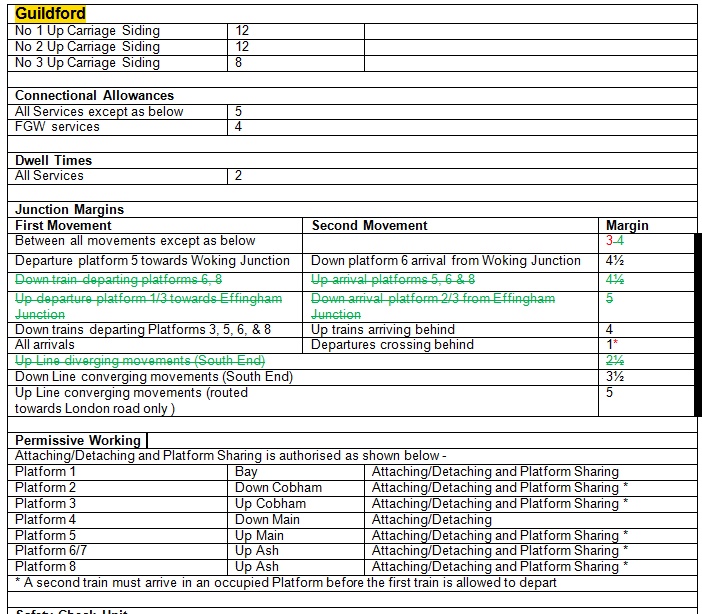 Guildford
No 1 Up Carriage Siding 12
No 2 Up Carriage Siding 12
No 3 Up Carriage Siding 8
Connectional Allowances
All Services except as below 5
FGW services 4
Dwell Times
All Services 2
Junction Margins
First Movement Second Movement Margin
Between all movements except as below 3 4
Departure platform 5 towards Woking Junction Down platform 6 arrival from Woking Junction 4½
Down train departing platforms 6, 8 Up arrival platforms 5, 6 & 8 4½
Up departure platform 1/3 towards Effingham Down arrival platform 2/3 from Effingham 5
Junction Junction
Down trains departing Platforms 3, 5, 6, & 8 Up trains arriving behind 4
All arrivals Departures crossing behind 1*
Up Line diverging movements (South End) 2½
Down Line converging movements (South End) 3½
Up Line converging movements (routed 5
towards London road only )
Permissive Working
Attaching/Detaching and Platform Sharing is authorised as shown below -
Platform 1 Bay Attaching/Detaching and Platform Sharing
Platform 2 Down Cobham Attaching/Detaching and Platform Sharing *
Platform 3 Up Cobham Attaching/Detaching and Platform Sharing *
Platform 4 Down Main Attaching/Detaching
Platform 5 Up Main Attaching/Detaching and Platform Sharing *
Platform 6/7 Up Ash Attaching/Detaching and Platform Sharing *
Platform 8 Up Ash Attaching/Detaching and Platform Sharing *
* A second train must arrive in an occupied Platform before the first train is allowed to depart